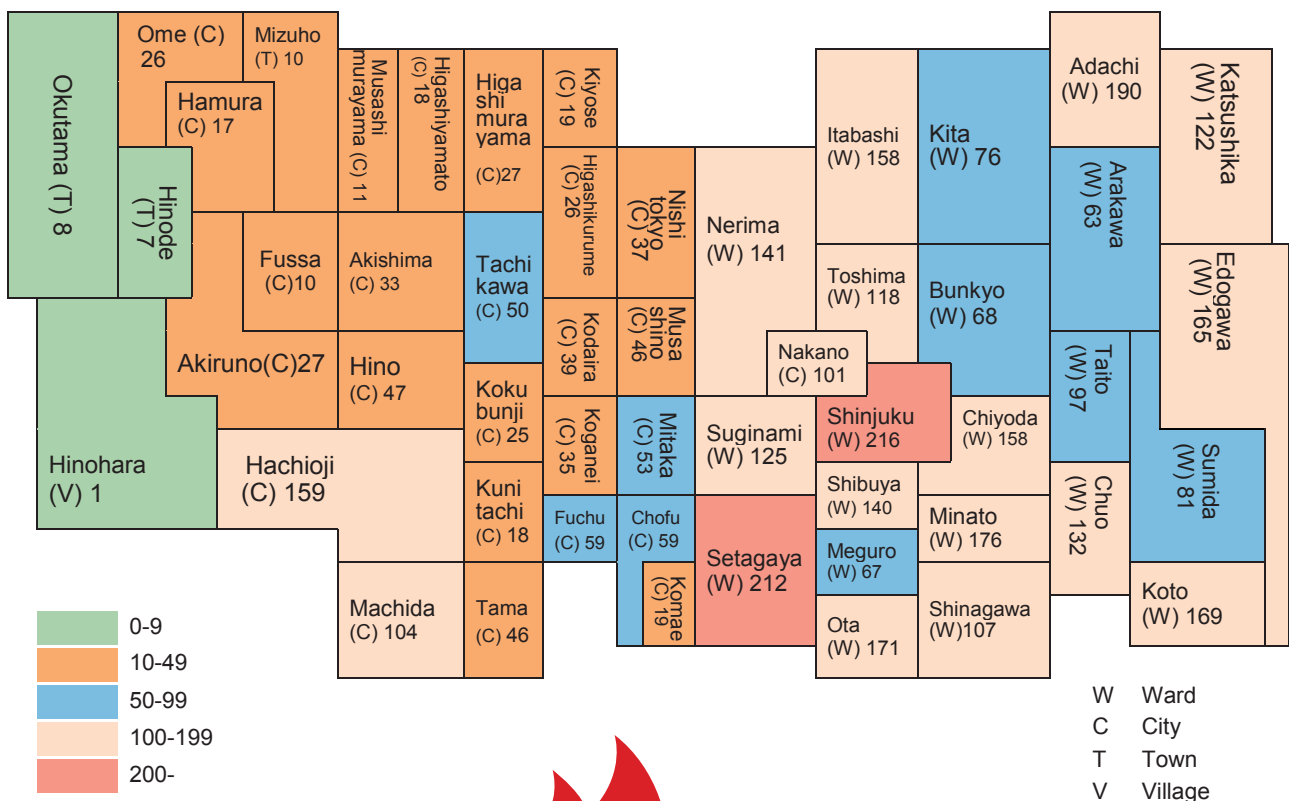 Okutama (T) 8
Ome (C)
26
Mizuho
(T) 10
Hamura
(C) 17
Hinode
(T) 7
Musashi
murayama (C) 11
Higashiyamato
(C) 18
Higa
shi
mura
yama
(C)27
Kiyose
(C) 19
Higashikurume
(C) 26
Nishi
tokyo
(C) 37
Nerima
(W) 141
Itabashi
(W) 158
Kita
(W) 76
Adachi
(W) 190
Katsushika
(W) 122
Arakawa
(W) 63
Edogawa
(W) 165
Fussa
(C)10
Akishima
(C) 33
Tachi
kawa
(C) 50
Kodaira
(C) 39
Musa
shino
(C) 46
Toshima
(W) 118
Bunkyo
(W) 68
Nakano
(C) 101
Taito
(W) 97
Akiruno(C)27
Hino
(C) 47
Koku
bunji
(C) 25
Koganei
(C) 35
Mitaka
(C) 53
Suginami
(W) 125
Shinjuku
(W) 216
Chiyoda
(W) 158
Sumida
(W) 81
Hinohara
(V) 1
Hachioji
(C) 159
Kuni
tachi
(C) 18
Fuchu
(C) 59
Chofu
(C) 59
Setagaya
(W) 212
Shibuya
(W) 140
Minato
(W) 176
Chuo
(W) 132
Meguro
(W) 67
Machida
(C) 104
Tama
(C) 46
Komae
(C) 19
Ota
(W) 171
Shinagawa
(W)107
Koto
(W) 169
0-9
10-49
50-99
100-199
200-
W Ward
C City
T Town
V Village